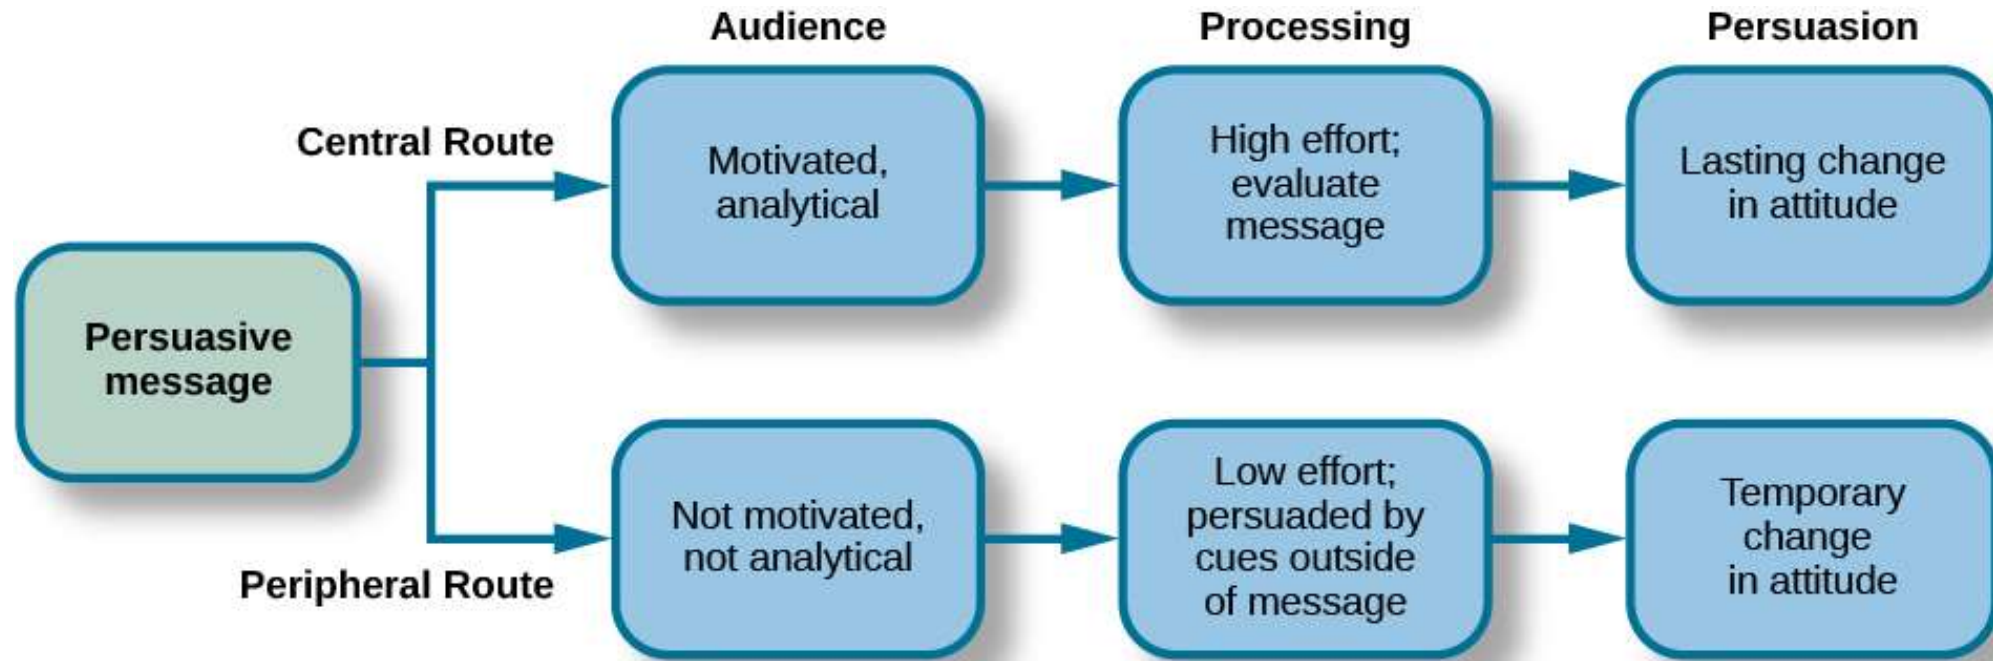 Audience
Processing
Persuasion
Central Route
Motivated,
analytical
High effort;
evaluate
message
Lasting change
in attitude
Persuasive
message
Peripheral Route
Not motivated,
not analytical
Low effort;
persuaded by
cues outside
of message
Temporary
change
in attitude